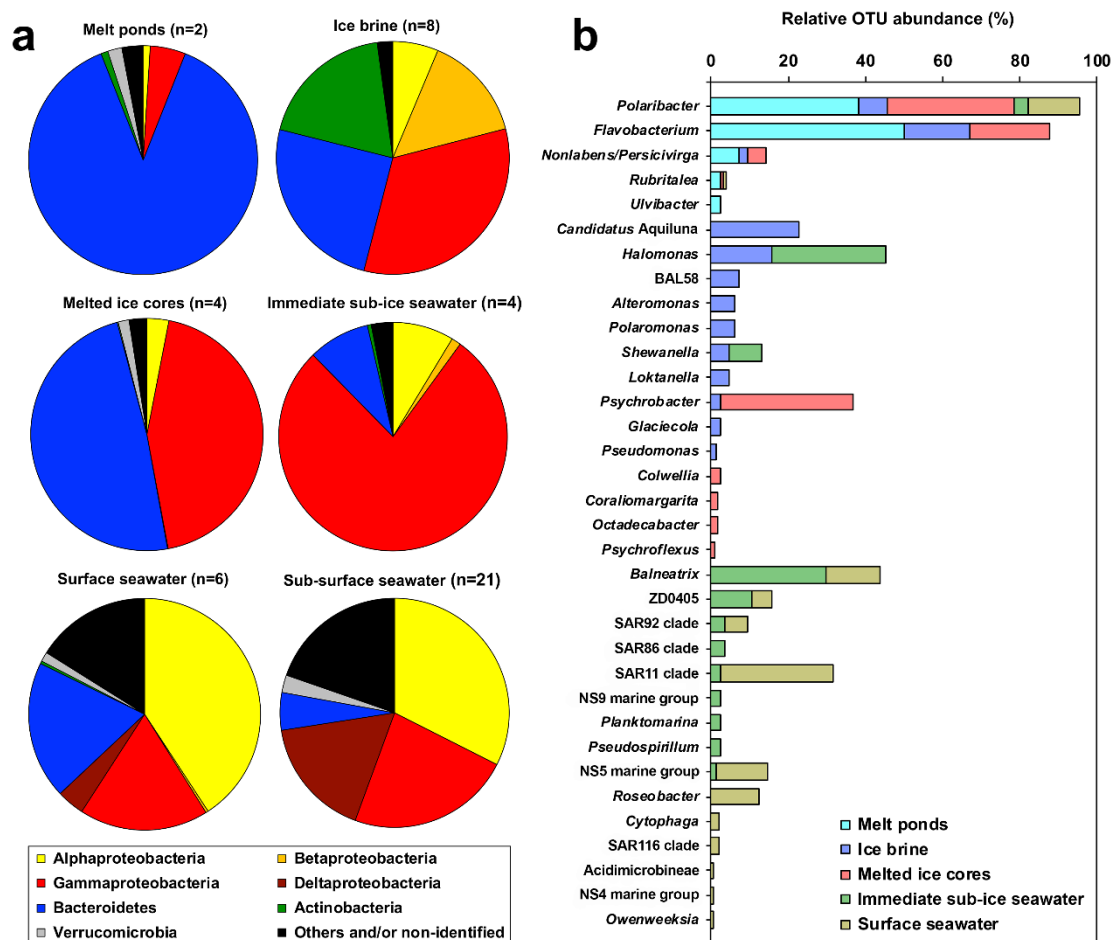 a
Melt ponds (n=2)
Ice brine (n=8)
Melted ice cores (n=4)
Immediate sub-ice seawater (n=4)
Surface seawater (n=6)
Sub-surface seawater (n=21)
Alphaproteobacteria
Betaproteobacteria
Gammaproteobacteria
Deltaproteobacteria
Bacteroidetes
Actinobacteria
Verrucomicrobia
Others and/or non-identified
b
Relative OTU abundance (%)
0 20 40 60 80 100
Polaribacter
Flavobacterium
Nonlabens/Persicivirga
Rubritalea
Ulvibacter
Candidatus Aquiluna
Halomonas
BAL58
Alteromonas
Polaromonas
Shewanella
Loktanella
Psychrobacter
Glaciecola
Pseudomonas
Colwellia
Coraliomargarita
Octadecabacter
Psychroflexus
Balneatrix
ZD0405
SAR92 clade
SAR86 clade
SAR11 clade
NS9 marine group
Planktomarina
Pseudospirillum
NS5 marine group
Roseobacter
Cytophaga
SAR116 clade
Acidimicrobineae
NS4 marine group
Owenweeksia
Melt ponds
Ice brine
Melted ice cores
Immediate sub-ice seawater
Surface seawater